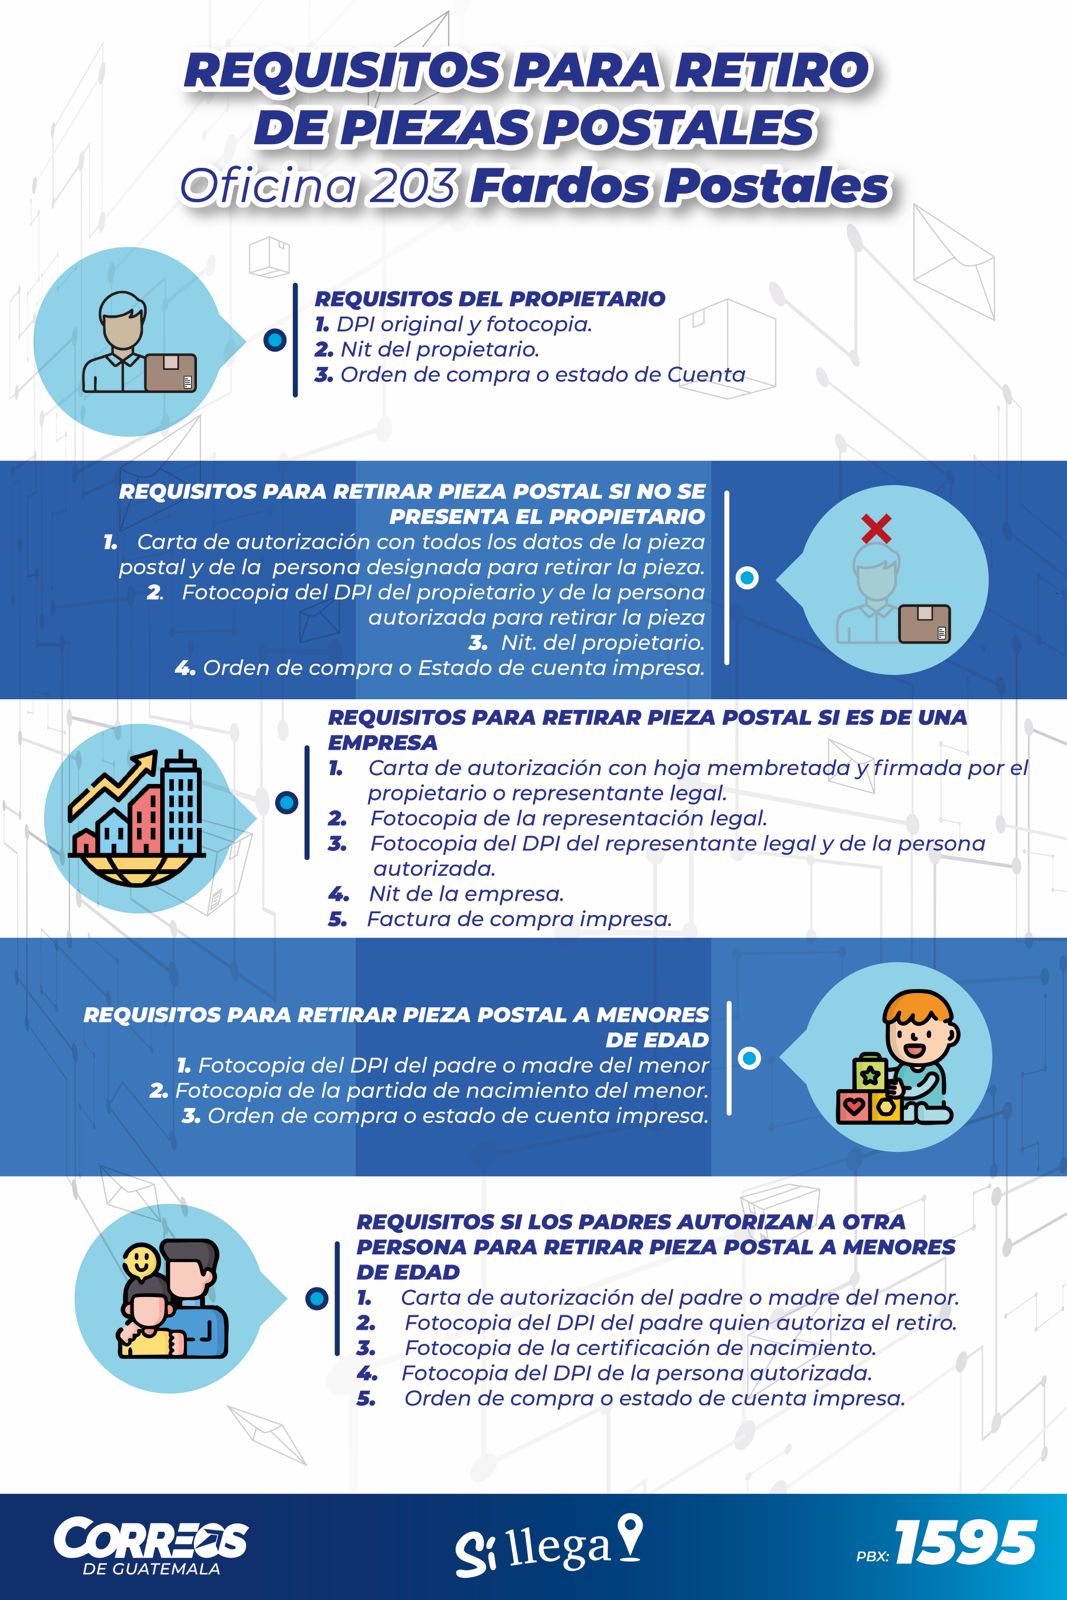 REQUISITOS PARA RETIRO
DE PIEZAS POSTALES
Oficina 203 Fardos Postales
REQUISITOS DEL PROPIETARIO
1. DPI original y fotocopia.
2. Nit del propietario.
3. Orden de compra o estado de Cuenta
REQUISITOS PARA RETIRAR PIEZA POSTAL SI NO SE
PRESENTA EL PROPIETARIO
1. Carta de autorización con todos los datos de la pieza
postal y de la persona designada para retirar la pieza.
2. Fotocopia del DPI del propietario y de la persona
autorizada para retirar la pieza
3. Nit. del propietario.
4. Orden de compra o Estado de cuenta impresa.
REQUISITOS PARA RETIRAR PIEZA POSTAL SI ES DE UNA
EMPRESA
1. Carta de autorización con hoja membretada y firmada por el
propietario o representante legal.
2. Fotocopia de la representación legal.
3. Fotocopia del DPI del representante legal y de la persona
autorizada.
4. Nit de la empresa.
5. Factura de compra impresa.
REQUISITOS PARA RETIRAR PIEZA POSTAL A MENORES
DE EDAD
1. Fotocopia del DPI del padre o madre del menor
2. Fotocopia de la partida de nacimiento del menor.
3. Orden de compra o estado de cuenta impresa.
REQUISITOS SI LOS PADRES AUTORIZAN A OTRA
PERSONA PARA RETIRAR PIEZA POSTAL A MENORES
DE EDAD
1. Carta de autorización del padre o madre del menor.
2. Fotocopia del DPI del padre quien autoriza el retiro.
3. Fotocopia de la certificación de nacimiento.
4. Fotocopia del DPI de la persona autorizada.
5. Orden de compra o estado de cuenta impresa.
CORREOS
DE GUATEMALA
Sí llega
PBX: 1595